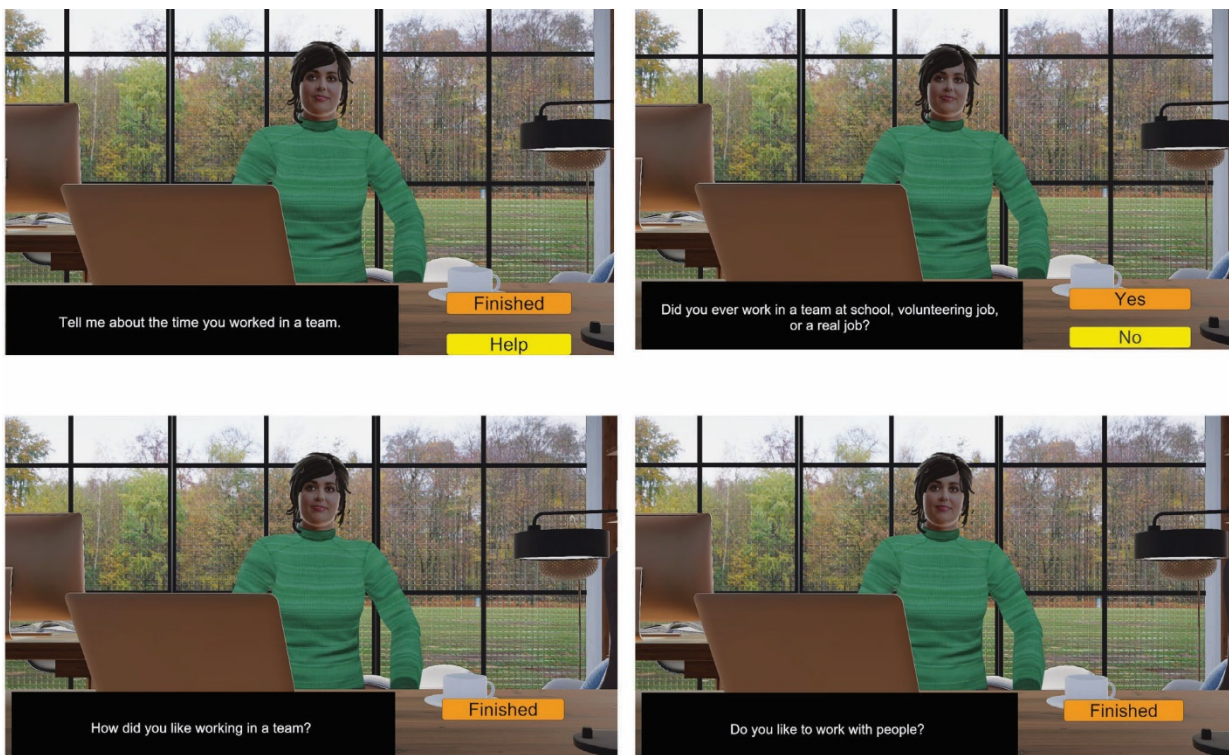 Tell me about the time you worked in a team.
Finished
Help
Did you ever work in a team at school, volunteering job,
or a real job?
Yes
No
How did you like working in a team?
Finished
Do you like to work with people?
Finished